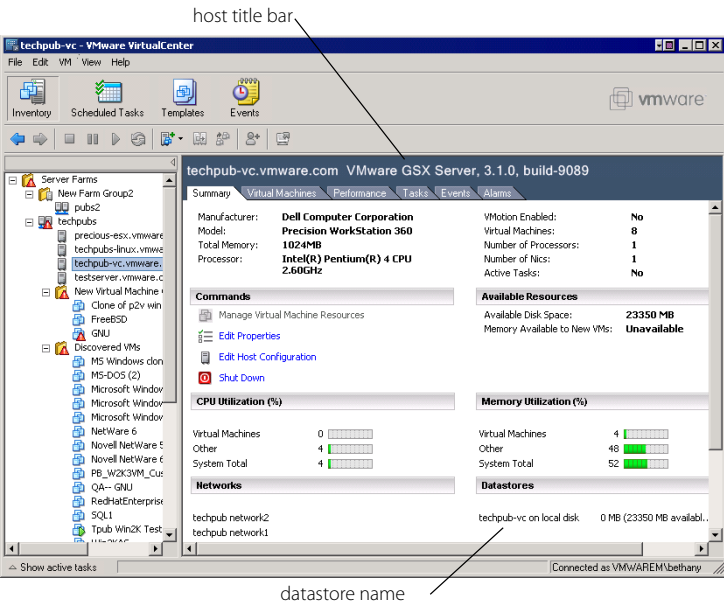 host title bar
techpub-vc - VMware VirtualCenter
File Edit VM View Help
Inventory Scheduled Tasks Templates Events
vmware
techpub-vc.vmware.com VMware GSX Server, 3.1.0, build-9089
Summary Virtual Machines Performance Tasks Events Alarms
Server Farms
New Farm Group2
pubs2
techpubs
precious-esx.vmware
techpubs-linux.vmwa
techpub-vc.vmware.
testserver.vmware.c
New Virtual Machine
Clone of p2v win
FreeBSD
GNU
Discovered VMs
MS Windows clon
MS-DOS (2)
Microsoft Window
Microsoft Window
Microsoft Window
NetWare 6
Novell NetWare 5
Novell NetWare 6
PB_W2K3VM_Cus
QA-- GNU
RedHatEnterprise
SQL1
Tpub Win2K Test
Manufacturer: Dell Computer Corporation
Model: Precision WorkStation 360
Total Memory: 1024MB
Processor: Intel(R) Pentium(R) 4 CPU
2.60GHz
VMotion Enabled: No
Virtual Machines: 8
Number of Processors: 1
Number of Nics: 1
Active Tasks: No
Commands
Manage Virtual Machine Resources
Edit Properties
Edit Host Configuration
Shut Down
Available Resources
Available Disk Space: 23350 MB
Memory Available to New VMs: Unavailable
CPU Utilization (%)
Virtual Machines 0
Other 4
System Total 4
Memory Utilization (%)
Virtual Machines 4
Other 48
System Total 52
Networks
techpub network2
techpub network1
Datastores
techpub-vc on local disk 0 MB (23350 MB availabl..
Show active tasks
Connected as VMWAREM\bethany
datastore name